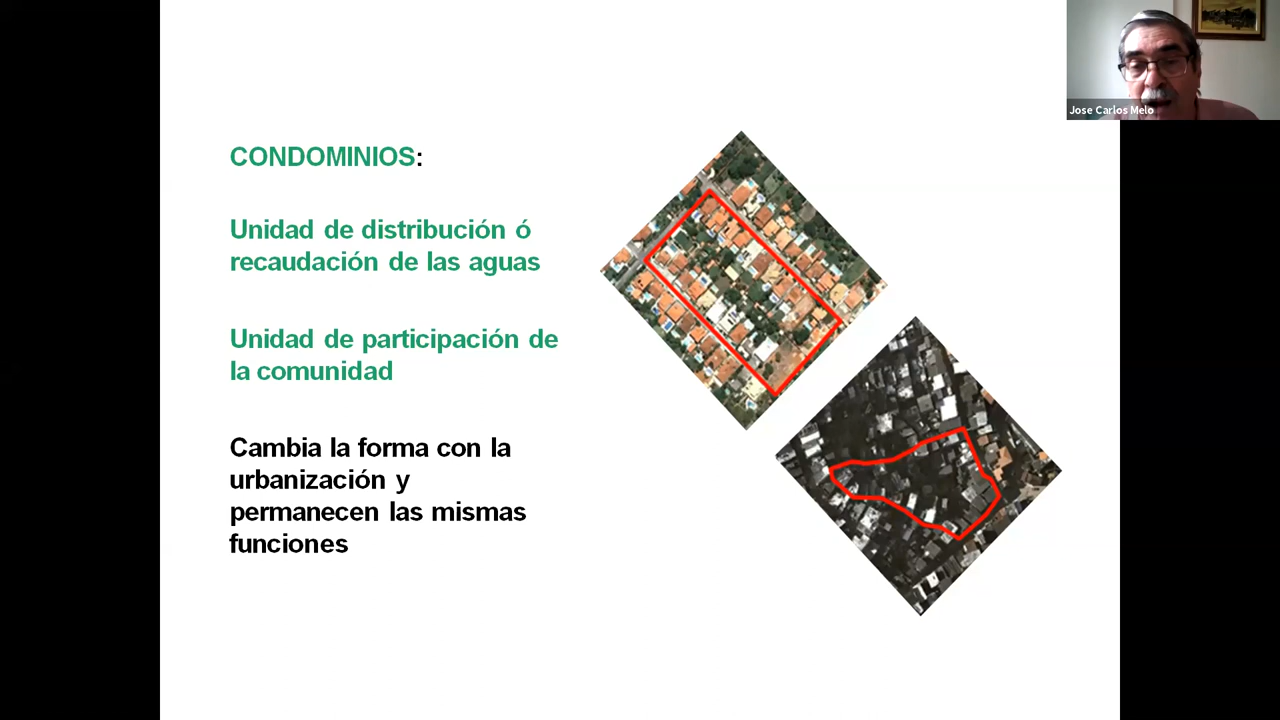 Jose Carlos Melo
CONDOMINIOS:
Unidad de distribución ó
recaudación de las aguas
Unidad de participación de
la comunidad
Cambia la forma con la
urbanización y
permanecen las mismas
funciones